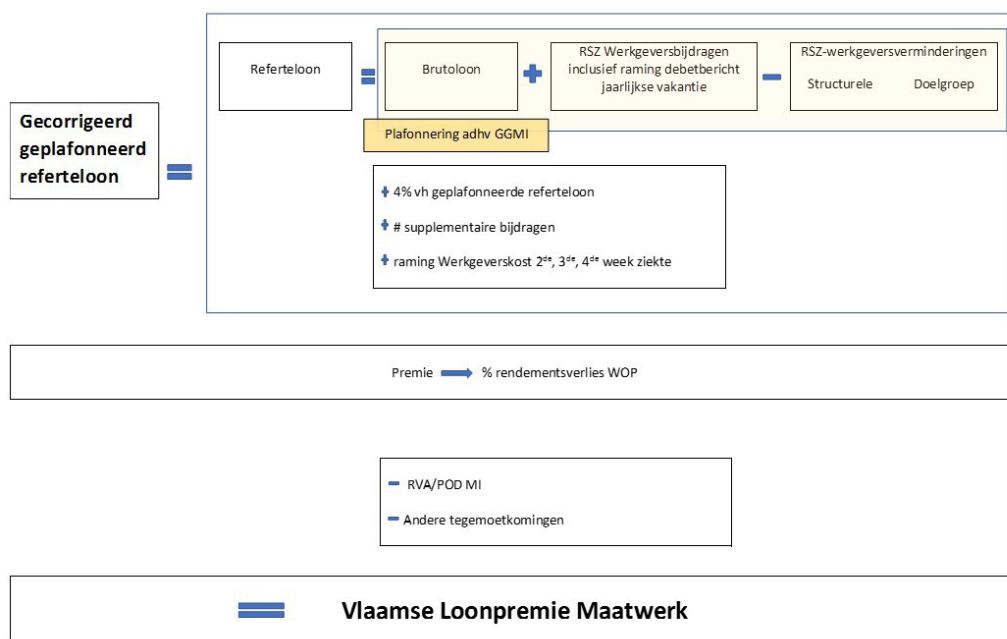 Gecorrigeerd
geplafonneerd
referteloon
=
Referteloon
=
Brutoloon
+
RSZ Werkgeversbijdragen
inclusief raming debetbericht
jaarlijkse vakantie
−
RSZ-werkgeversverminderingen
Structurele Doelgroep
Plafonnering adhv GGMI
+ 4% vh geplafonneerde referteloon
+ # supplementaire bijdragen
+ raming Werkgeverskost 2de, 3de, 4de week ziekte
Premie → % rendementsverlies WOP
− RVA/POD MI
− Andere tegemoetkomingen
= Vlaamse Loonpremie Maatwerk